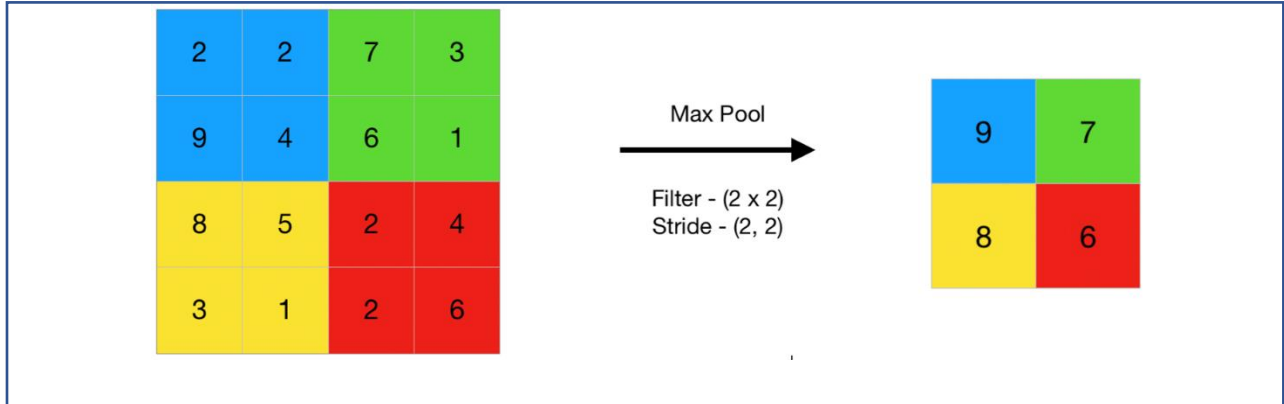 2 2 7 3
9 4 6 1
8 5 2 4
3 1 2 6
Max Pool
Filter - (2 x 2)
Stride - (2, 2)
9 7
8 6